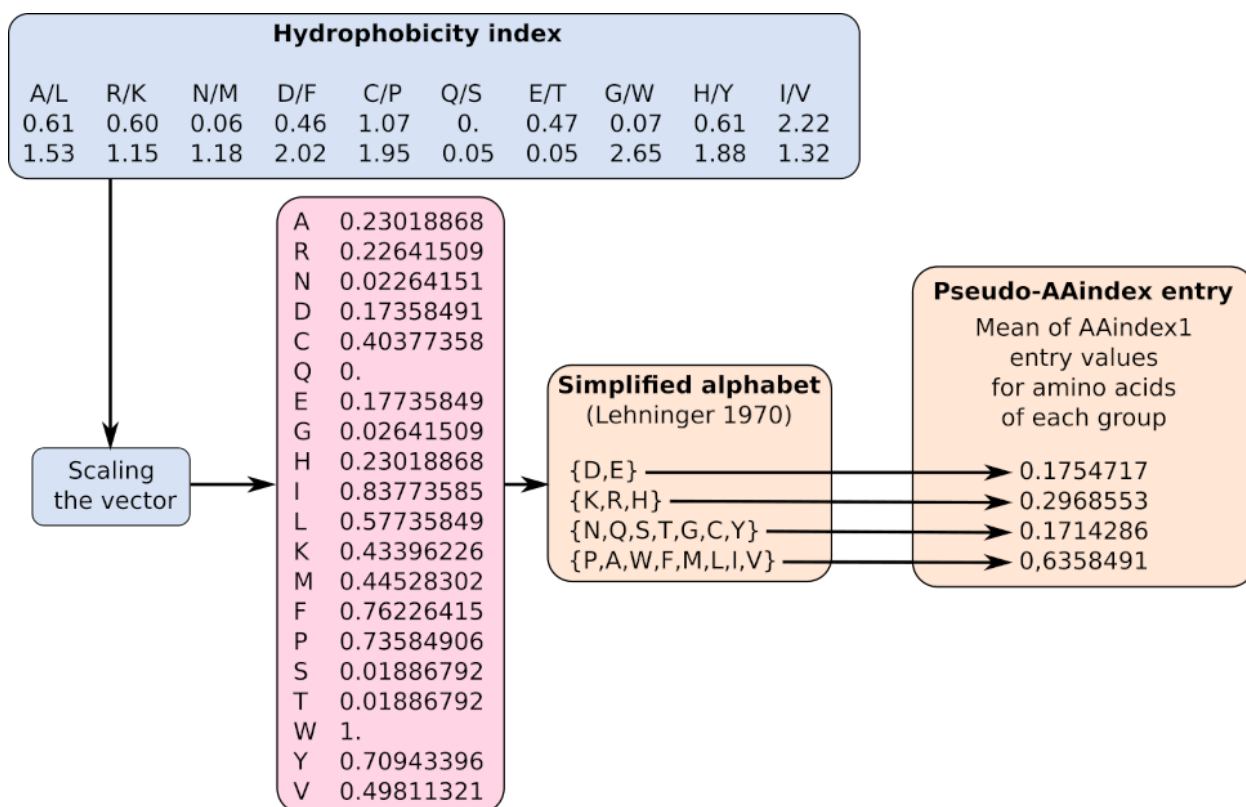 Hydrophobicity index
A/L R/K N/M D/F C/P Q/S E/T G/W H/Y I/V
0.61 0.60 0.06 0.46 1.07 0. 0.47 0.07 0.61 2.22
1.53 1.15 1.18 2.02 1.95 0.05 0.05 2.65 1.88 1.32
Scaling
the vector
A 0.23018868
R 0.22641509
N 0.02264151
D 0.17358491
C 0.40377358
Q 0.
E 0.17735849
G 0.02641509
H 0.23018868
I 0.83773585
L 0.57735849
K 0.43396226
M 0.44528302
F 0.76226415
P 0.73584906
S 0.01886792
T 0.01886792
W 1.
Y 0.70943396
V 0.49811321
Simplified alphabet
(Lehninger 1970)
{D,E}
{K,R,H}
{N,Q,S,T,G,C,Y}
{P,A,W,F,M,L,I,V}
Pseudo-AAindex entry
Mean of AAindex1
entry values
for amino acids
of each group
0.1754717
0.2968553
0.1714286
0,6358491